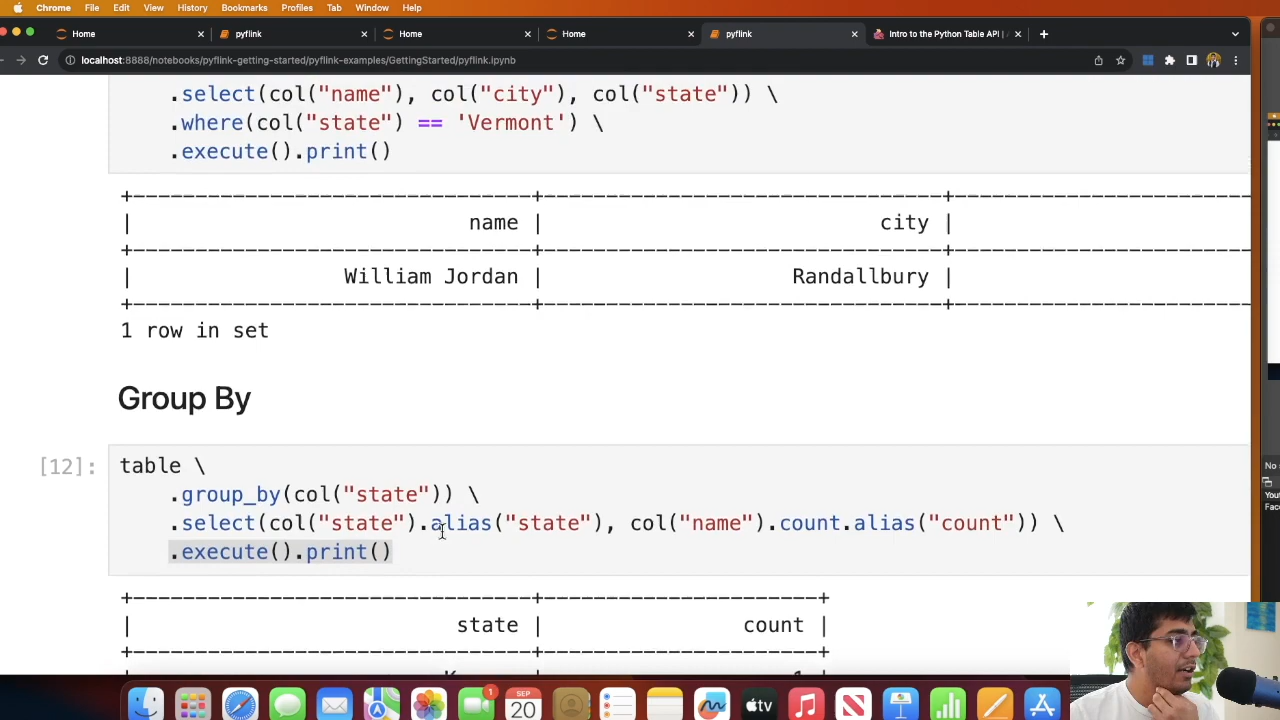 Chrome File Edit View History Bookmarks Profiles Tab Window Help
Home × pyflink × Home × Home × pyflink × Intro to the Python Table API | × +
localhost:8888/notebooks/pyflink-getting-started/pyflink-examples/GettingStarted/pyflink.ipynb
.select(col("name"), col("city"), col("state")) \
.where(col("state") == 'Vermont') \
.execute().print()
| name | city |
| William Jordan | Randallbury |
1 row in set
Group By
[12]: table \
.group_by(col("state")) \
.select(col("state").alias("state"), col("name").count.alias("count")) \
.execute().print()
| state | count |
No
You
1
SEP
20
tv